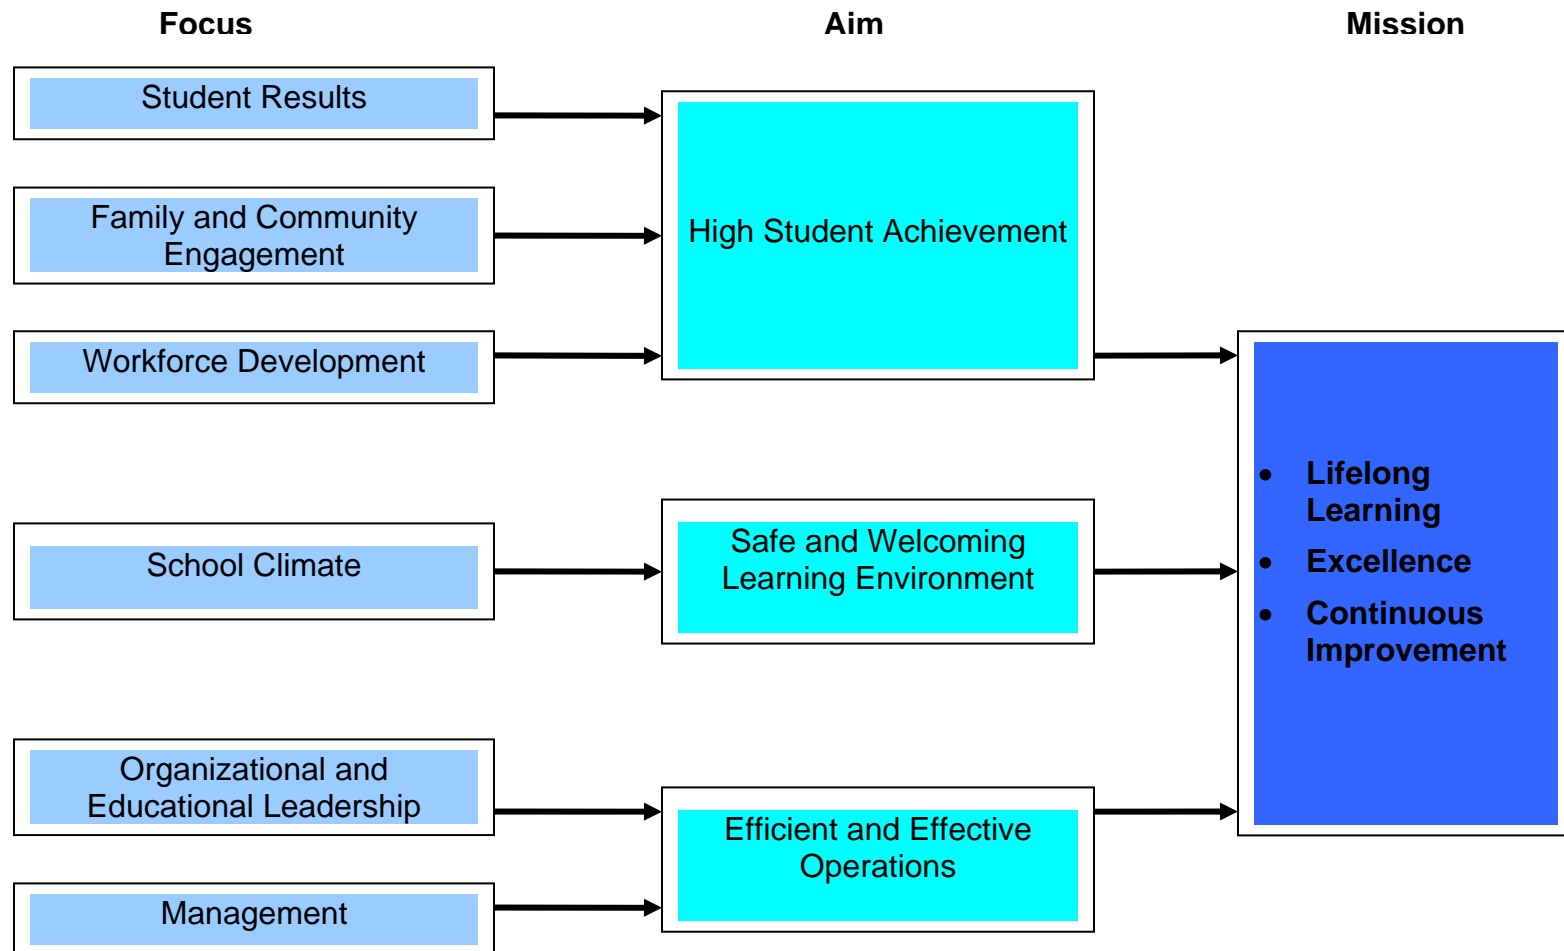 Focus
Aim
Mission
Student Results
Family and Community
Engagement
Workforce Development
School Climate
Organizational and
Educational Leadership
Management
High Student Achievement
Safe and Welcoming
Learning Environment
Efficient and Effective
Operations
• Lifelong
Learning
• Excellence
• Continuous
Improvement